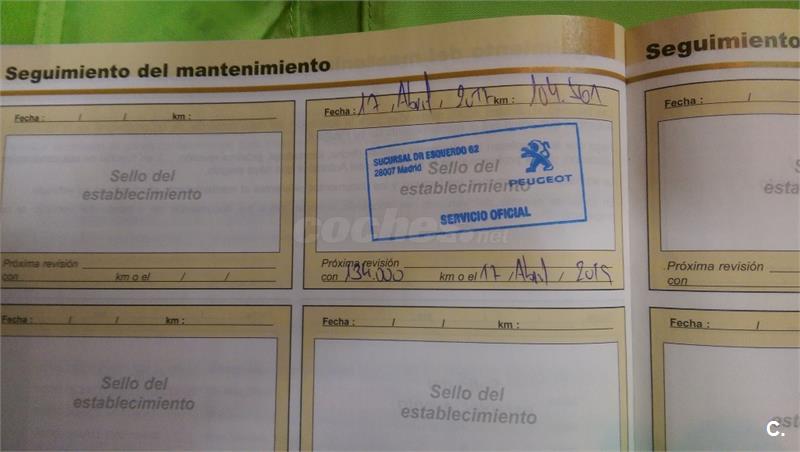 Seguimiento del mantenimiento
Fecha : / / km :
Sello del
establecimiento
Próxima revisión
con km o el / /
Fecha : 17 , Abril , 2017 km : 104.561
SUCURSAL DR ESQUERDO 62
28007 Madrid
PEUGEOT
SERVICIO OFICIAL
Sello del
establecimiento
coches.net
Próxima revisión
con 134.000 km o el 17 , Abril , 2019
Fecha : / / km :
Sello del
establecimiento
Fecha : / / km :
Sello del
establecimiento
Seguimiento
Fecha : /
Próxima revisión
con
Fecha : /
C.